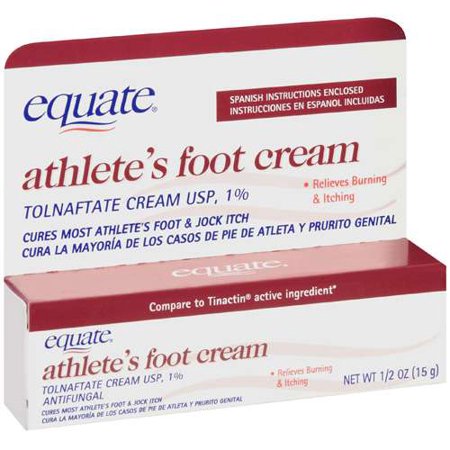 SPANISH INSTRUCTIONS ENCLOSED
INSTRUCCIONES EN ESPANOL INCLUIDAS
equate®
athlete's foot cream
TOLNAFTATE CREAM USP, 1%
• Relieves Burning
& Itching
CURES MOST ATHLETE'S FOOT & JOCK ITCH
CURA LA MAYORÍA DE LOS CASOS DE PIE DE ATLETA Y PRURITO GENITAL
equate.
Compare to Tinactin® active ingredient*
equate®
athlete's foot cream
TOLNAFTATE CREAM USP, 1%
ANTIFUNGAL
• Relieves Burning
& Itching
CURES MOST ATHLETE'S FOOT & JOCK ITCH
CURA LA MAYORÍA DE LOS CASOS DE PIE DE ATLETA Y PRURITO GENITAL
NET WT 1/2 OZ (15 g)